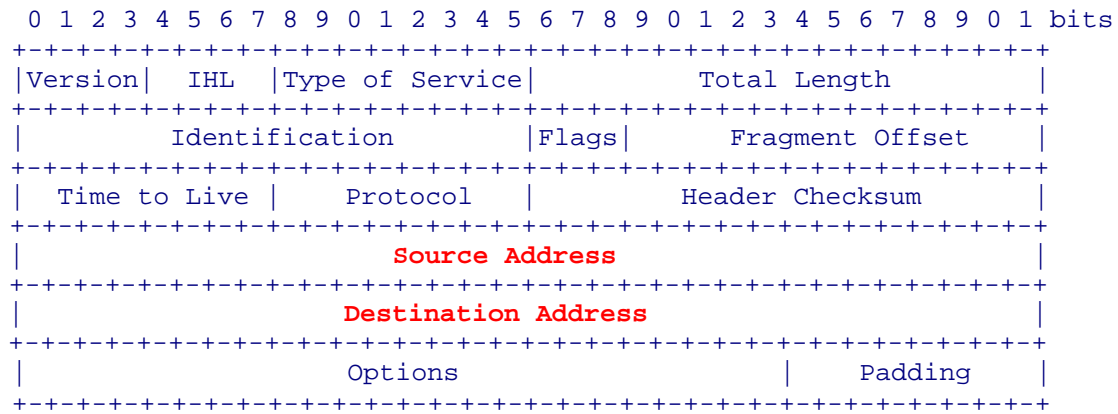 0 1 2 3 4 5 6 7 8 9 0 1 2 3 4 5 6 7 8 9 0 1 2 3 4 5 6 7 8 9 0 1 bits
+-+-+-+-+-+-+-+-+-+-+-+-+-+-+-+-+-+-+-+-+-+-+-+-+-+-+-+-+-+-+-+-+
|Version|  IHL  |Type of Service|          Total Length         |
+-+-+-+-+-+-+-+-+-+-+-+-+-+-+-+-+-+-+-+-+-+-+-+-+-+-+-+-+-+-+-+-+
|         Identification        |Flags|      Fragment Offset    |
+-+-+-+-+-+-+-+-+-+-+-+-+-+-+-+-+-+-+-+-+-+-+-+-+-+-+-+-+-+-+-+-+
|  Time to Live |    Protocol   |         Header Checksum       |
+-+-+-+-+-+-+-+-+-+-+-+-+-+-+-+-+-+-+-+-+-+-+-+-+-+-+-+-+-+-+-+-+
|                       Source Address                          |
+-+-+-+-+-+-+-+-+-+-+-+-+-+-+-+-+-+-+-+-+-+-+-+-+-+-+-+-+-+-+-+-+
|                    Destination Address                        |
+-+-+-+-+-+-+-+-+-+-+-+-+-+-+-+-+-+-+-+-+-+-+-+-+-+-+-+-+-+-+-+-+
|                    Options                    |    Padding    |
+-+-+-+-+-+-+-+-+-+-+-+-+-+-+-+-+-+-+-+-+-+-+-+-+-+-+-+-+-+-+-+-+